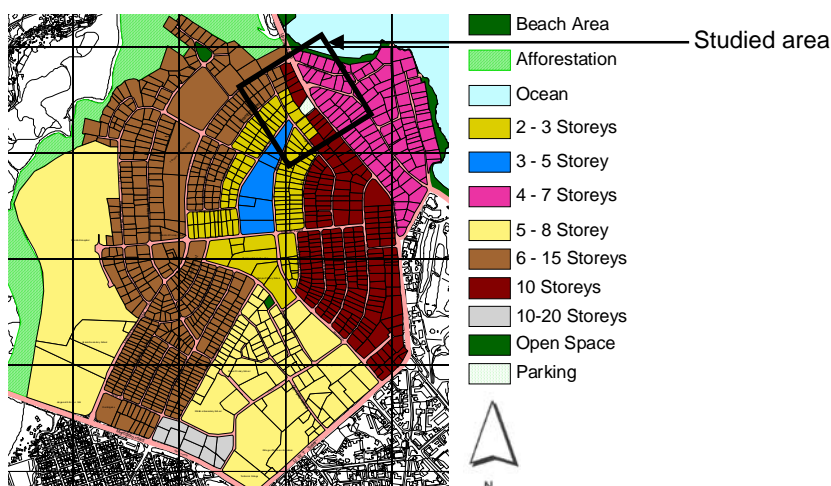 Beach Area
Studied area
Afforestation
Ocean
2 - 3 Storeys
3 - 5 Storey
4 - 7 Storeys
5 - 8 Storey
6 - 15 Storeys
10 Storeys
10-20 Storeys
Open Space
Parking
N